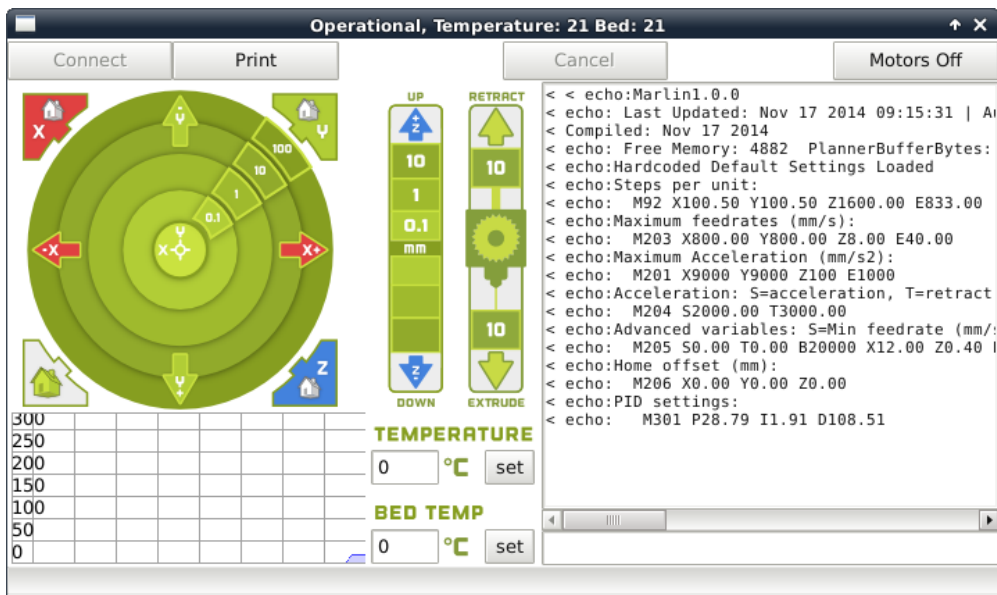 Operational, Temperature: 21 Bed: 21
Connect
Print
Cancel
Motors Off
X
Y
-Y
100
10
1
0.1
-X
X+
Y
X
Y
+
Z
UP
+Z
10
1
0.1
mm
Z
-
DOWN
RETRACT
10
10
EXTRUDE
300
250
200
150
100
50
0
TEMPERATURE
0 °C set
BED TEMP
0 °C set
< < echo:Marlin1.0.0
< echo: Last Updated: Nov 17 2014 09:15:31 |
< Compiled: Nov 17 2014
< echo: Free Memory: 4882  PlannerBufferBytes:
< echo:Hardcoded Default Settings Loaded
< echo:Steps per unit:
< echo:  M92 X100.50 Y100.50 Z1600.00 E833.00
< echo:Maximum feedrates (mm/s):
< echo:  M203 X800.00 Y800.00 Z8.00 E40.00
< echo:Maximum Acceleration (mm/s2):
< echo:  M201 X9000 Y9000 Z100 E1000
< echo:Acceleration: S=acceleration, T=retract
< echo:  M204 S2000.00 T3000.00
< echo:Advanced variables: S=Min feedrate (mm/
< echo:  M205 S0.00 T0.00 B20000 X12.00 Z0.40
< echo:Home offset (mm):
< echo:  M206 X0.00 Y0.00 Z0.00
< echo:PID settings:
< echo:   M301 P28.79 I1.91 D108.51